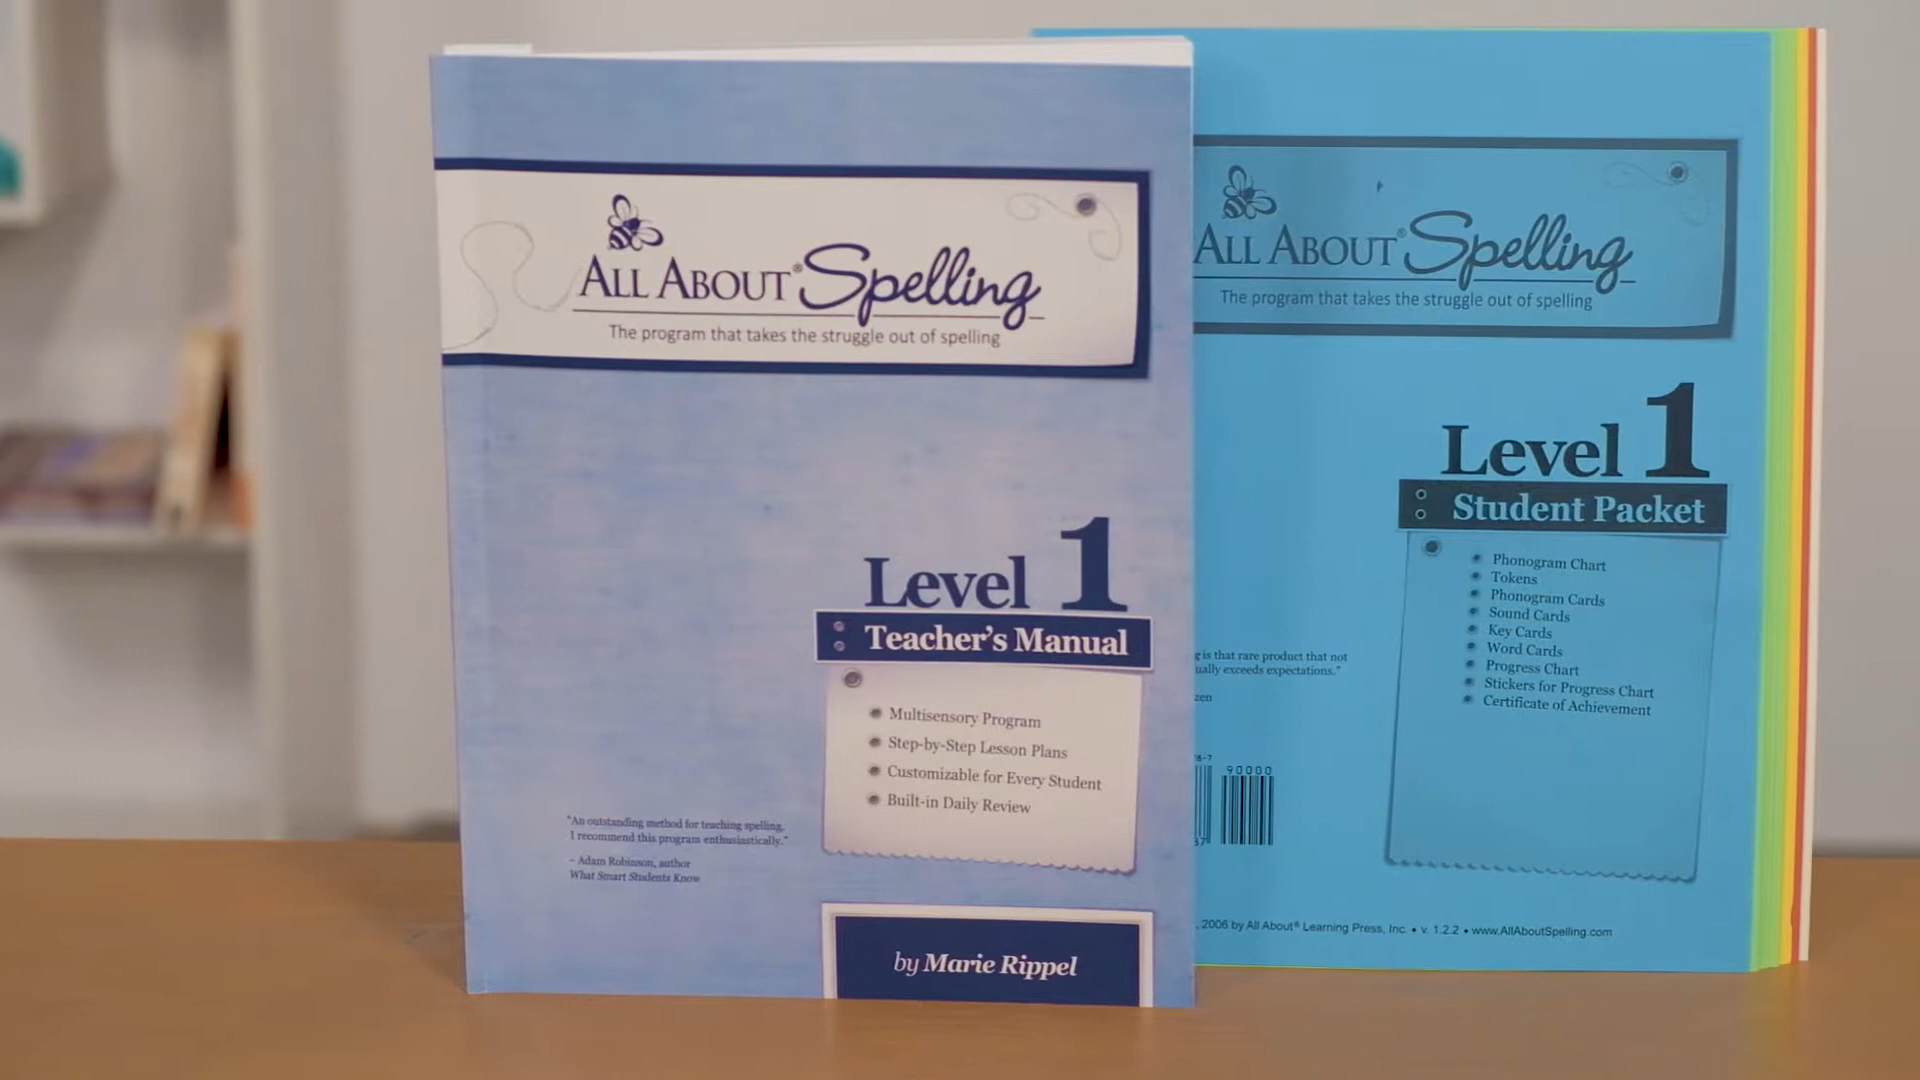 All About® Spelling
The program that takes the struggle out of spelling
Level 1
Teacher's Manual
Multisensory Program
Step-by-Step Lesson Plans
Customizable for Every Student
Built-in Daily Review
"An outstanding method for teaching spelling,
I recommend this program enthusiastically."
– Adam Robinson, author
What Smart Students Know
by Marie Rippel
All About® Spelling
The program that takes the struggle out of spelling
Level 1
Student Packet
Phonogram Chart
Tokens
Phonogram Cards
Sound Cards
Key Cards
Word Cards
Progress Chart
Stickers for Progress Chart
Certificate of Achievement
is that rare product that not
ually exceeds expectations."
zen
8-7
90000
37
, 2006 by All About® Learning Press, Inc. • v. 1.2.2 • www.AllAboutSpelling.com